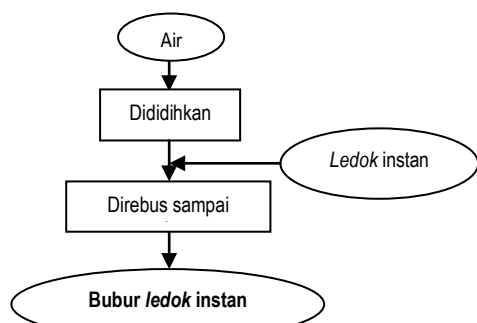 Air
Dididihkan
Ledok instan
Direbus sampai
Bubur ledok instan